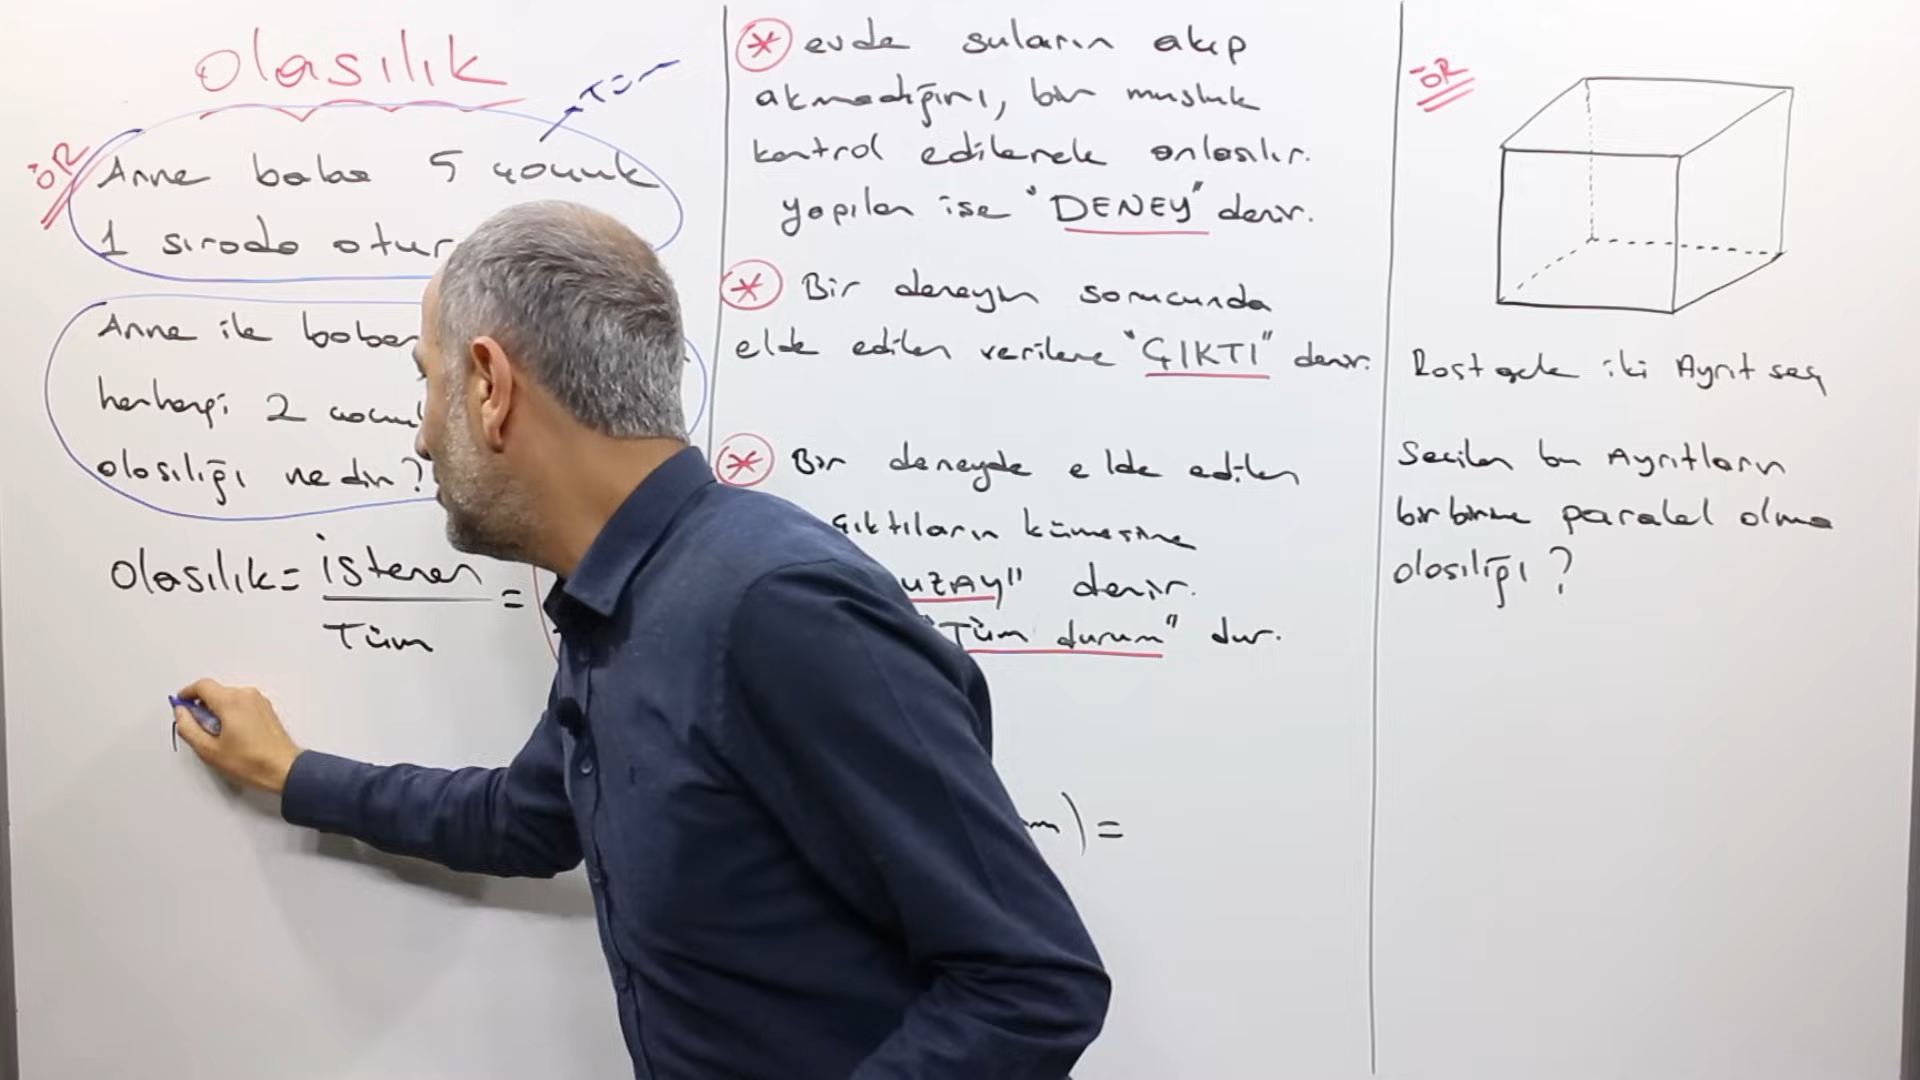 olasılık
ÖR
T=
Anne baba 5 çocuk
1 sırada otur
Anne ile baban
herhangi 2 çocuk
olasılığı nedir?
olasılık = istenen / Tüm =
* evde suların akıp
akmadığını, bir musluk
kontrol edilerek anlaşılır.
yapılan ise "DENEY" denir.
* Bir deneyin sonucunda
elde edilen verilere "ÇIKTI" denir.
* Bir deneyde elde edilen
çıktıların kümesine
UZAY" denir.
"Tüm durum" dur.
) =
ÖR
Rastgele iki Ayrıt seç
Seçilen bu Ayrıtların
birbirine paralel olma
olasılığı ?